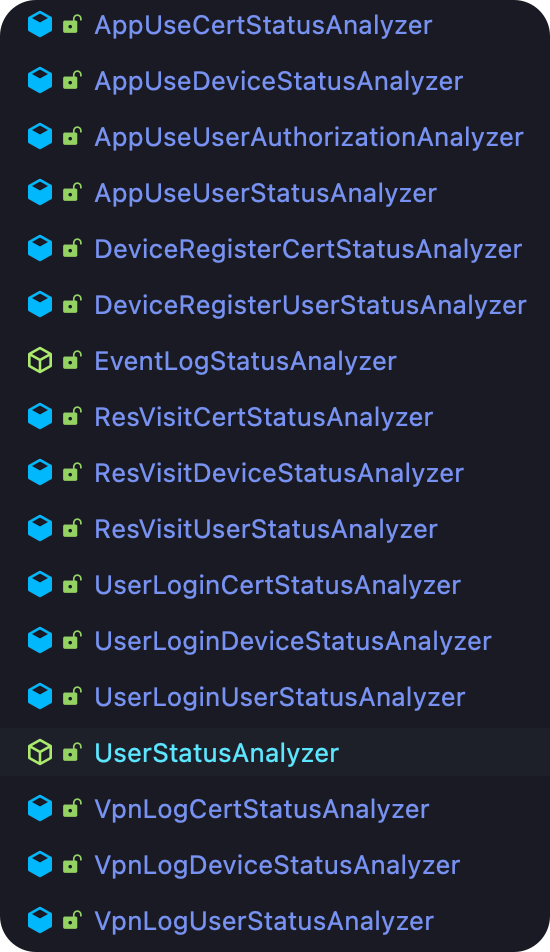 AppUseCertStatusAnalyzer
AppUseDeviceStatusAnalyzer
AppUseUserAuthorizationAnalyzer
AppUseUserStatusAnalyzer
DeviceRegisterCertStatusAnalyzer
DeviceRegisterUserStatusAnalyzer
EventLogStatusAnalyzer
ResVisitCertStatusAnalyzer
ResVisitDeviceStatusAnalyzer
ResVisitUserStatusAnalyzer
UserLoginCertStatusAnalyzer
UserLoginDeviceStatusAnalyzer
UserLoginUserStatusAnalyzer
UserStatusAnalyzer
VpnLogCertStatusAnalyzer
VpnLogDeviceStatusAnalyzer
VpnLogUserStatusAnalyzer